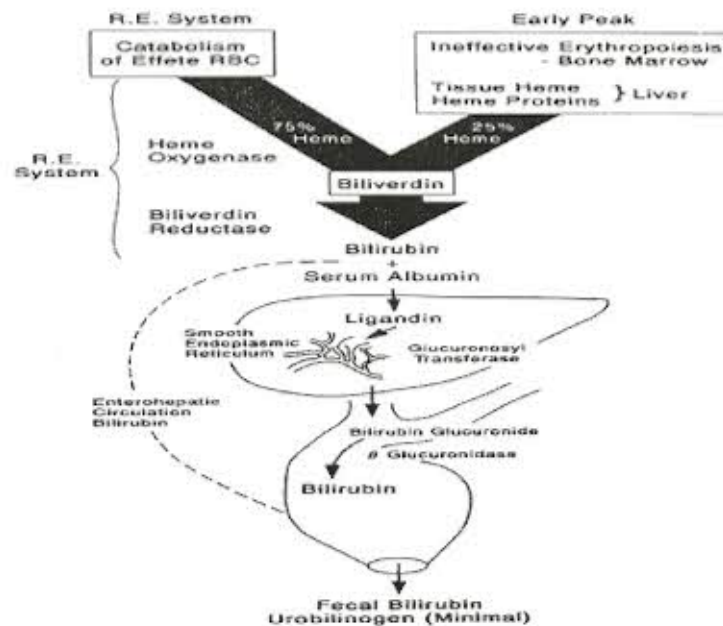 R.E. System
Catabolism
of Effete RBC
Early Peak
Ineffective Erythropoiesis
- Bone Marrow
Tissue Heme
Heme Proteins } Liver
75%
Heme
25%
Heme
R.E.
System
Heme
Oxygenase
Biliverdin
Biliverdin
Reductase
Bilirubin
+
Serum Albumin
Ligandin
Smooth
Endoplasmic
Reticulum
Glucuronosyl
Transferase
Enterohepatic
Circulation
Bilirubin
Bilirubin Glucuronide
β Glucuronidase
Bilirubin
Fecal Bilirubin
Urobilinogen (Minimal)